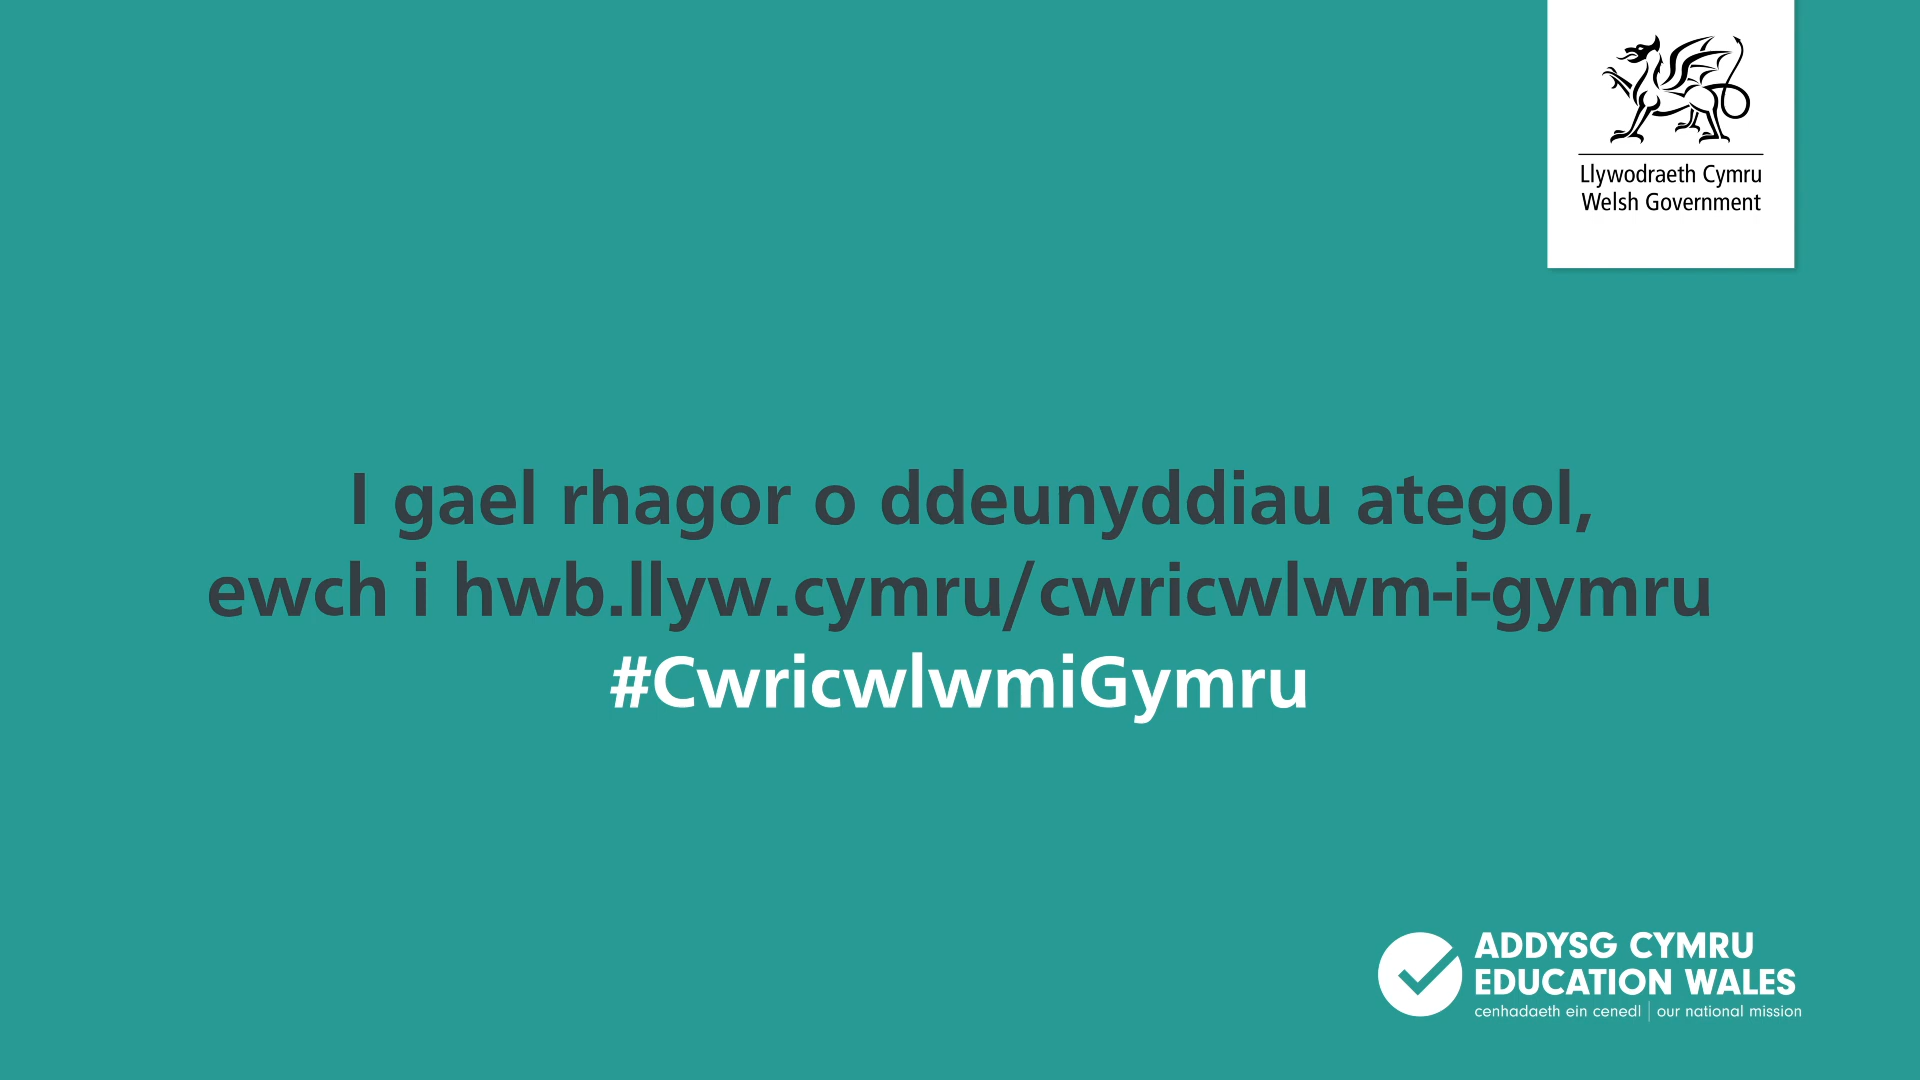 Llywodraeth Cymru
Welsh Government
I gael rhagor o ddeunyddiau ategol,
ewch i hwb.llyw.cymru/cwricwlwm-i-gymru
#CwricwlwmiGymru
ADDYSG CYMRU
EDUCATION WALES
cenhadaeth ein cenedl | our national mission